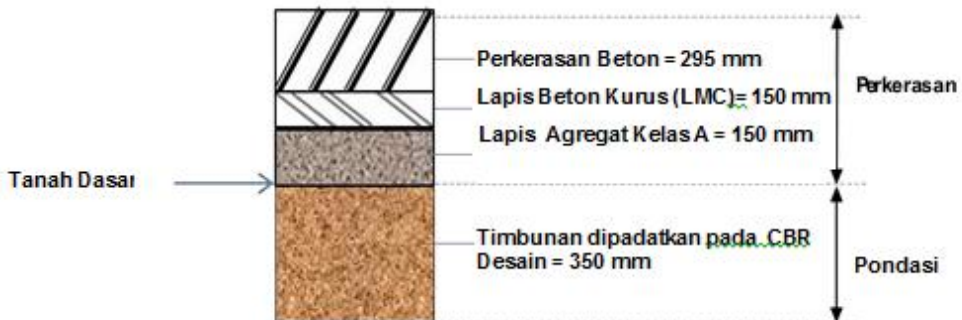 Perkerasan Beton = 295 mm
Perkerasan
Lapis Beton Kurus (LMC)= 150 mm
Lapis Agregat Kelas A = 150 mm
Tanah Dasar
Timbunan dipadatkan pada CBR
Desain = 350 mm
Pondasi